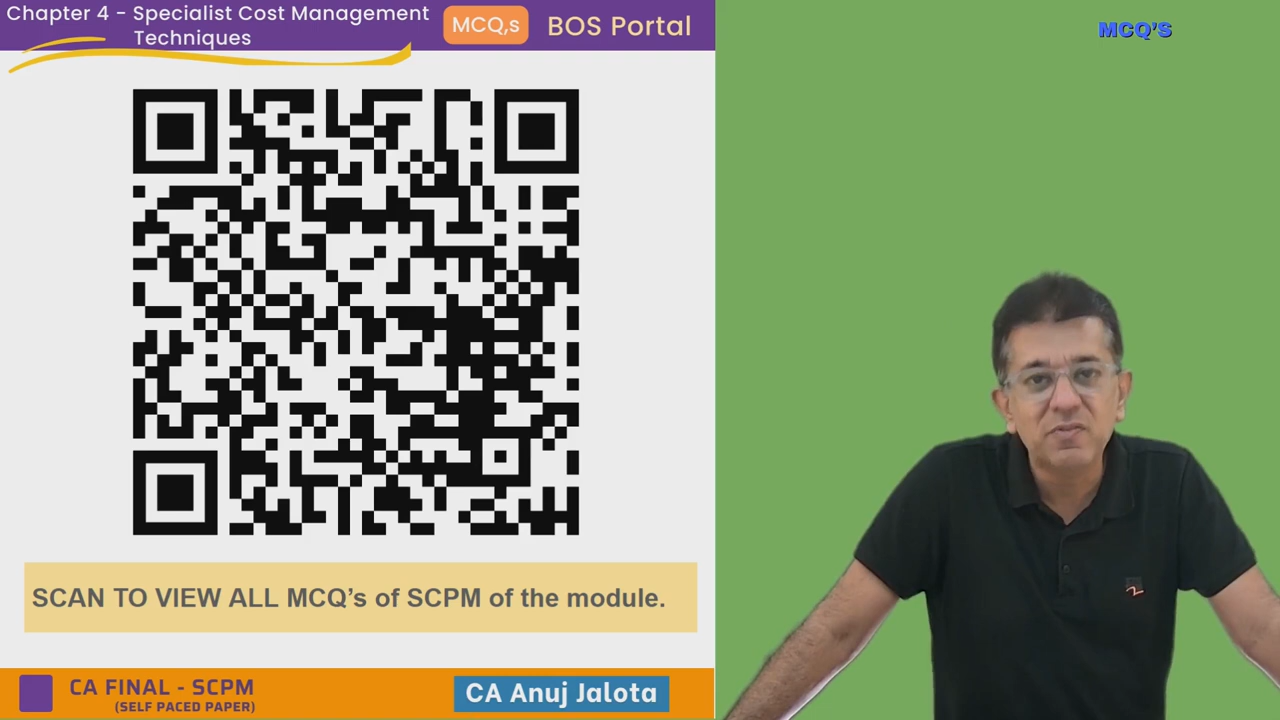 Chapter 4 - Specialist Cost Management
Techniques
MCQ,s
BOS Portal
MCQ'S
SCAN TO VIEW ALL MCQ’s of SCPM of the module.
CA FINAL - SCPM
(SELF PACED PAPER)
CA Anuj Jalota